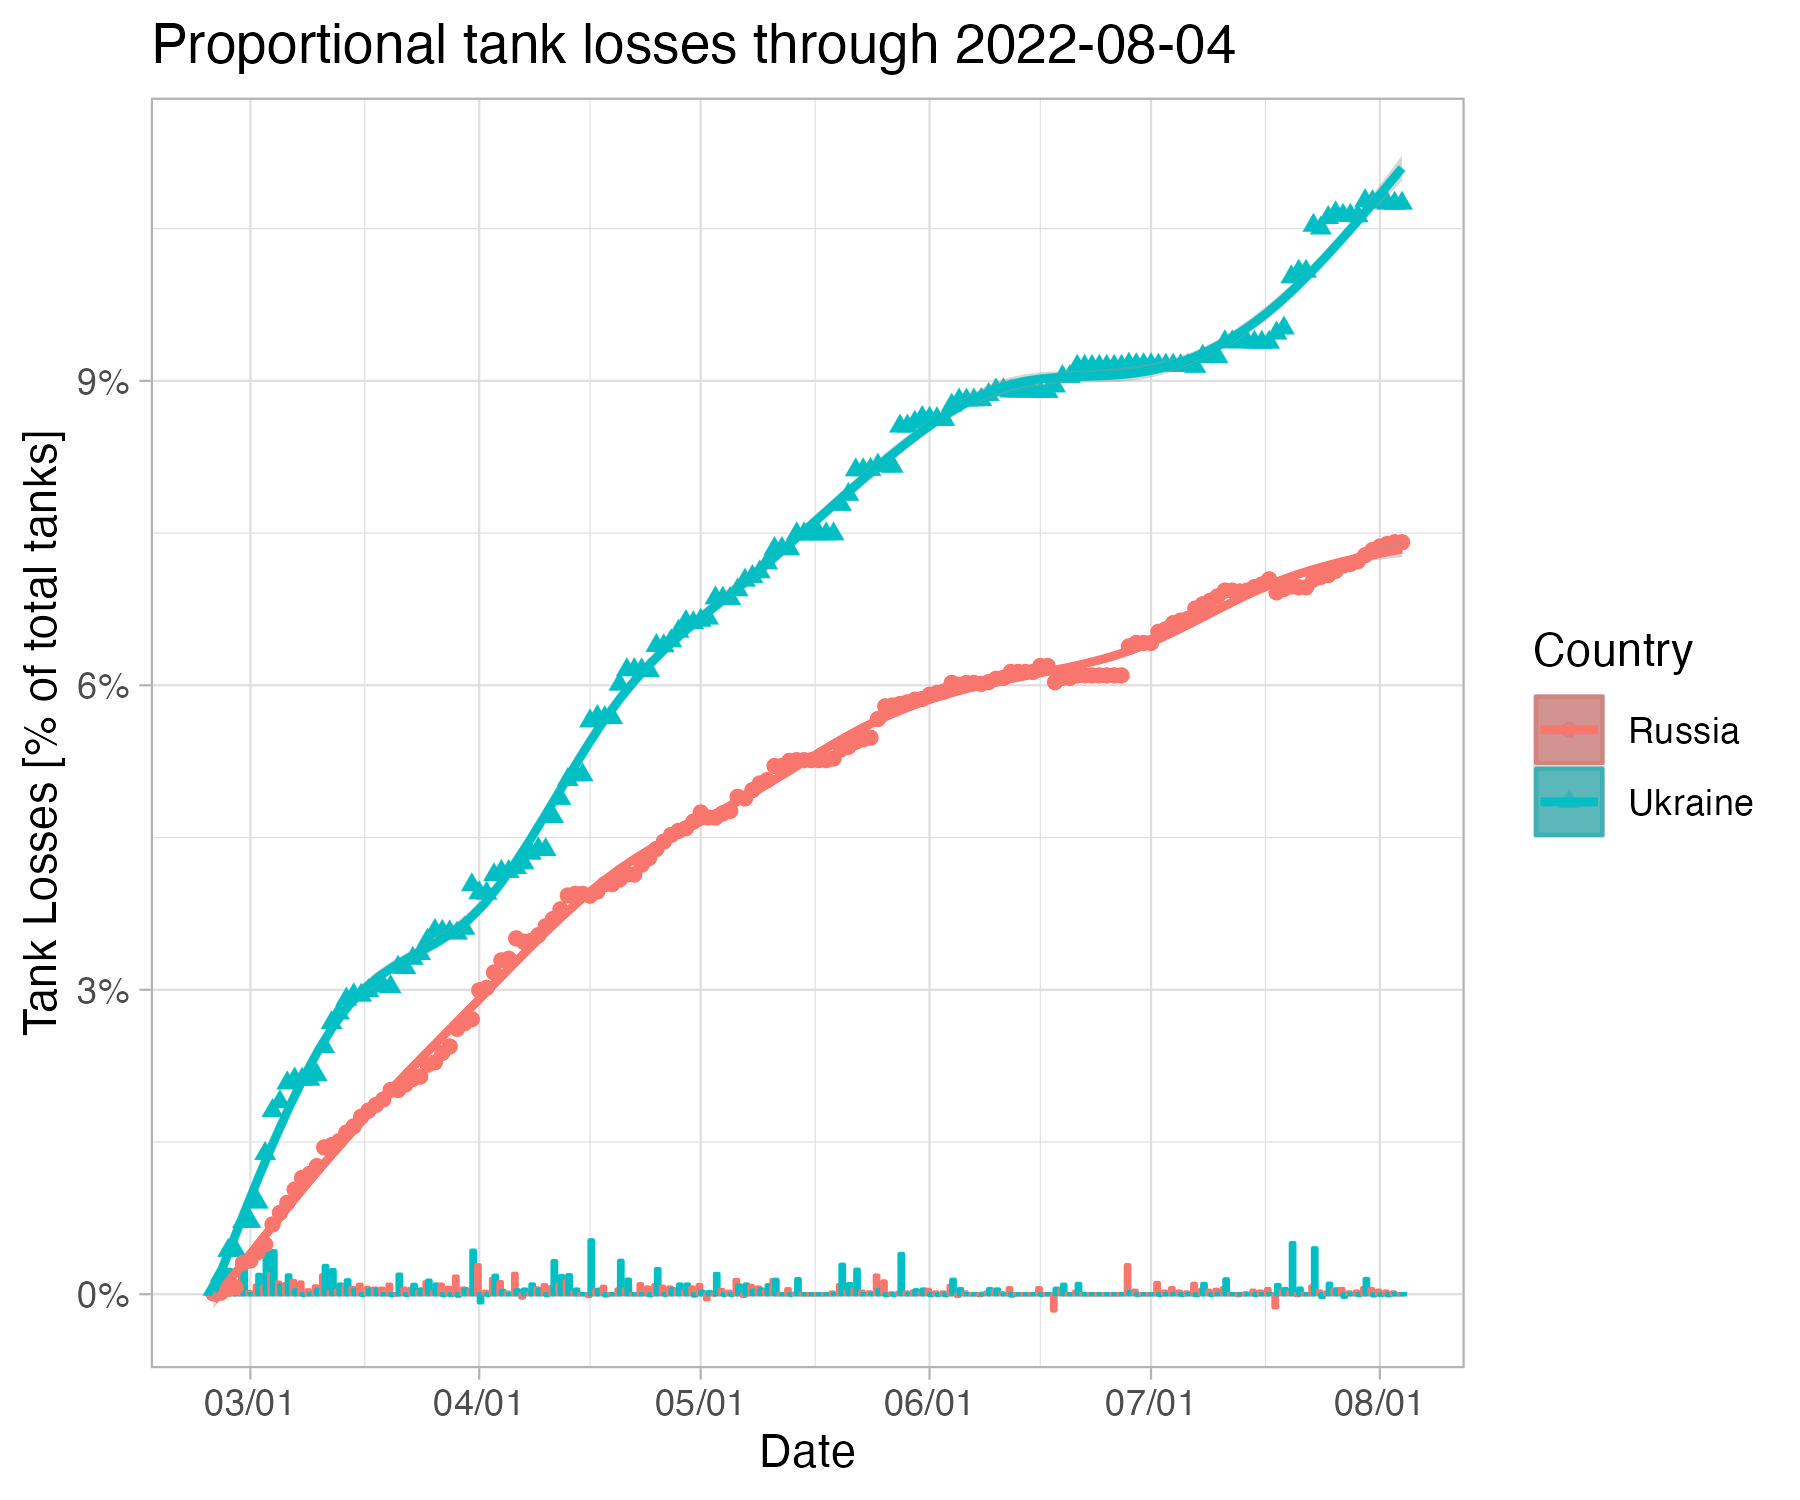 Proportional tank losses through 2022-08-04
Tank Losses [% of total tanks]
9%
6%
3%
0%
03/01
04/01
05/01
06/01
07/01
08/01
Date
Country
Russia
Ukraine